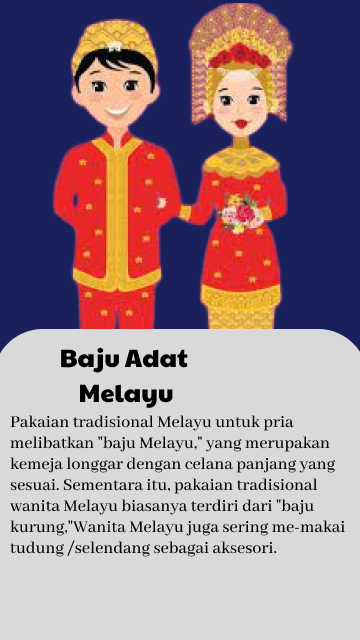 Baju Adat
Melayu
Pakaian tradisional Melayu untuk pria
melibatkan "baju Melayu," yang merupakan
kemeja longgar dengan celana panjang yang
sesuai. Sementara itu, pakaian tradisional
wanita Melayu biasanya terdiri dari "baju
kurung,"Wanita Melayu juga sering me-makai
tudung /selendang sebagai aksesori.